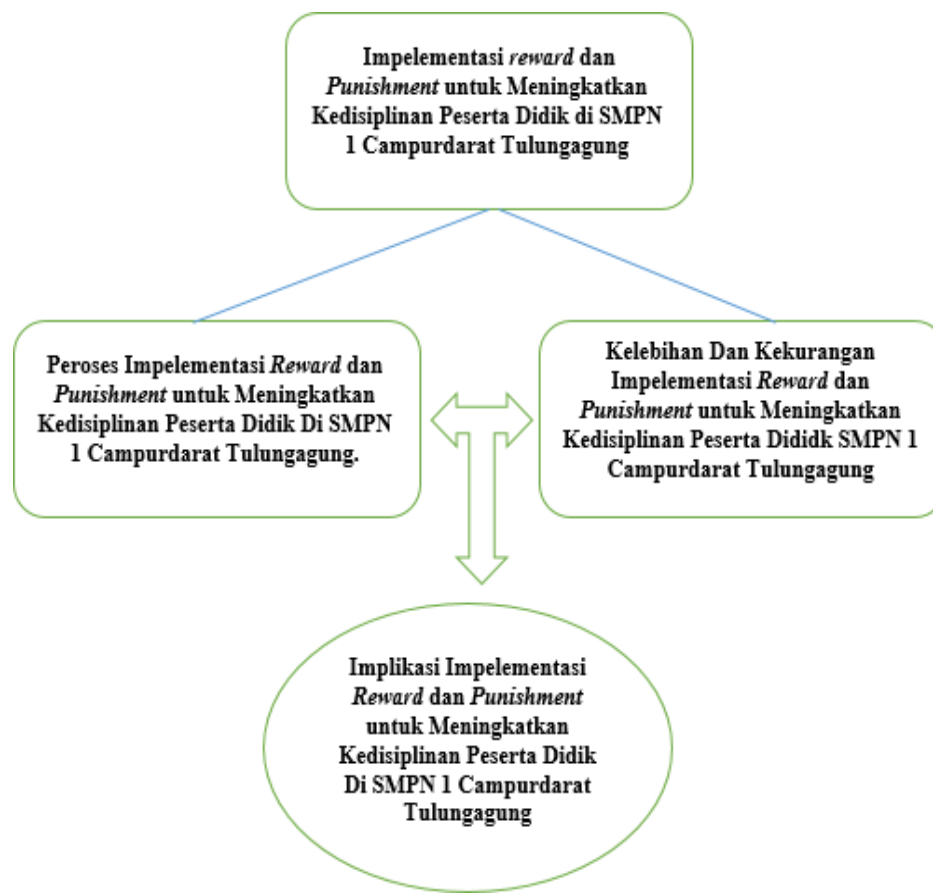 Impelementasi reward dan
Punishment untuk Meningkatkan
Kedisiplinan Peserta Didik di SMPN
1 Campurdarat Tulungagung
Peroses Impelementasi Reward dan
Punishment untuk Meningkatkan
Kedisiplinan Peserta Didik Di SMPN
1 Campurdarat Tulungagung.
Kelebihan Dan Kekurangan
Impelementasi Reward dan
Punishment untuk Meningkatkan
Kedisiplinan Peserta Dididk SMPN 1
Campurdarat Tulungagung
Implikasi Impelementasi
Reward dan Punishment
untuk Meningkatkan
Kedisiplinan Peserta Didik
Di SMPN 1 Campurdarat
Tulungagung